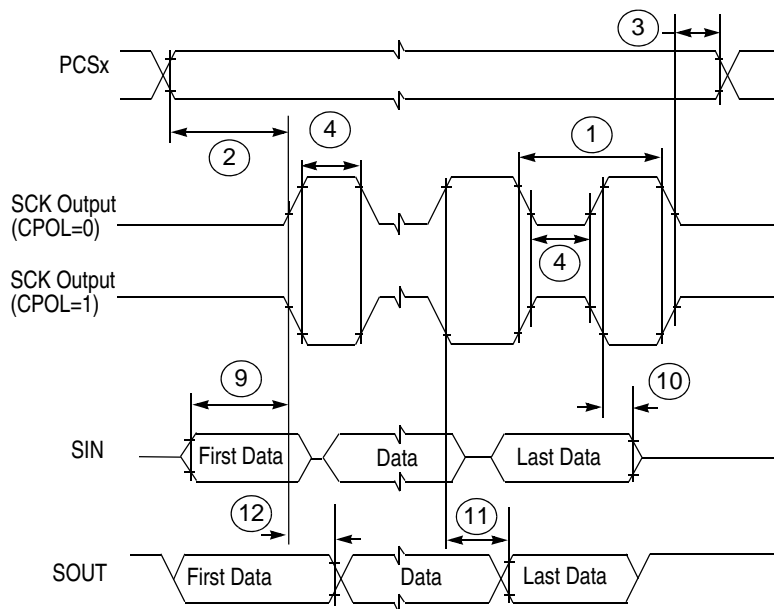 3
PCSx
2
4
1
SCK Output
(CPOL=0)
4
SCK Output
(CPOL=1)
9
10
SIN
First Data
Data
Last Data
12
11
SOUT
First Data
Data
Last Data